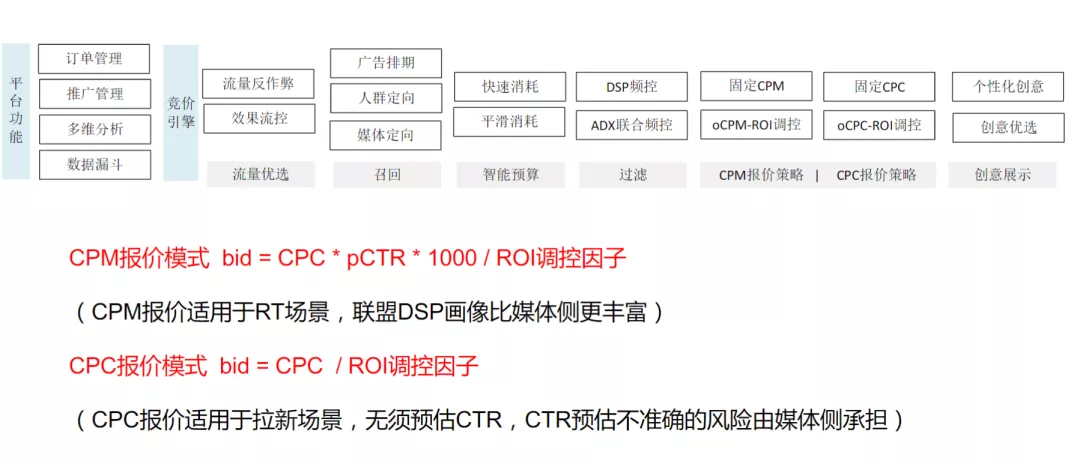 平台功能
订单管理
推广管理
多维分析
数据漏斗
竞价引擎
流量反作弊
效果流控
流量优选
广告排期
人群定向
媒体定向
召回
快速消耗
平滑消耗
智能预算
DSP频控
ADX联合频控
过滤
固定CPM
oCPM-ROI调控
固定CPC
oCPC-ROI调控
CPM报价策略 | CPC报价策略
个性化创意
创意优选
创意展示
CPM报价模式 bid = CPC * pCTR * 1000 / ROI调控因子
（CPM报价适用于RT场景，联盟DSP画像比媒体侧更丰富）
CPC报价模式 bid = CPC / ROI调控因子
（CPC报价适用于拉新场景，无须预估CTR，CTR预估不准确的风险由媒体侧承担）